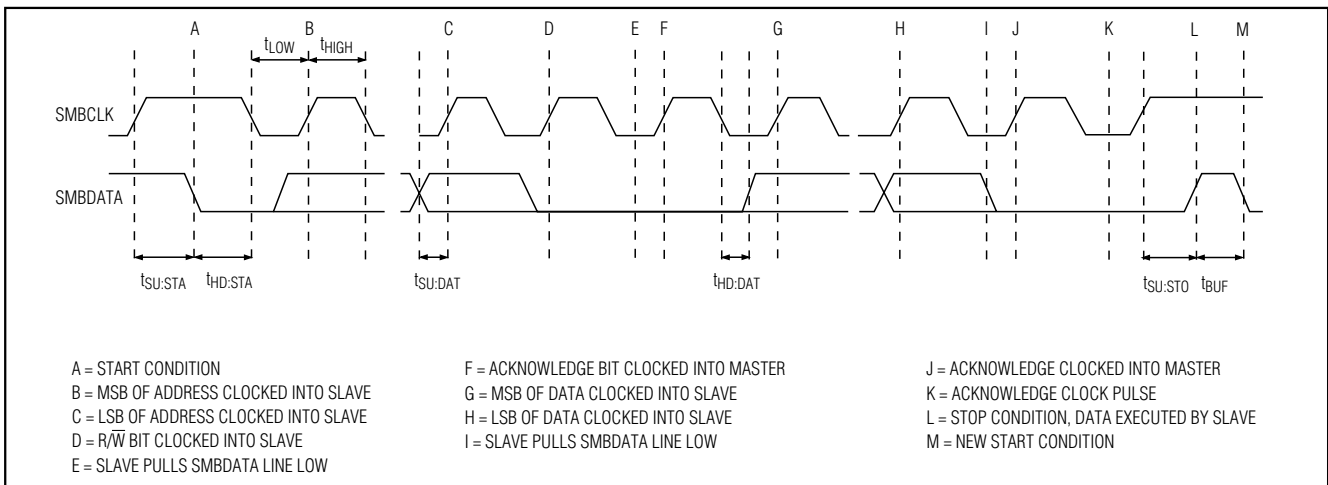 A B C D E F G H I J K L M
tLOW tHIGH
SMBCLK
SMBDATA
tSU:STA tHD:STA tSU:DAT tHD:DAT tSU:STO tBUF
A = START CONDITION
B = MSB OF ADDRESS CLOCKED INTO SLAVE
C = LSB OF ADDRESS CLOCKED INTO SLAVE
D = R/W̅ BIT CLOCKED INTO SLAVE
E = SLAVE PULLS SMBDATA LINE LOW
F = ACKNOWLEDGE BIT CLOCKED INTO MASTER
G = MSB OF DATA CLOCKED INTO SLAVE
H = LSB OF DATA CLOCKED INTO SLAVE
I = SLAVE PULLS SMBDATA LINE LOW
J = ACKNOWLEDGE CLOCKED INTO MASTER
K = ACKNOWLEDGE CLOCK PULSE
L = STOP CONDITION, DATA EXECUTED BY SLAVE
M = NEW START CONDITION